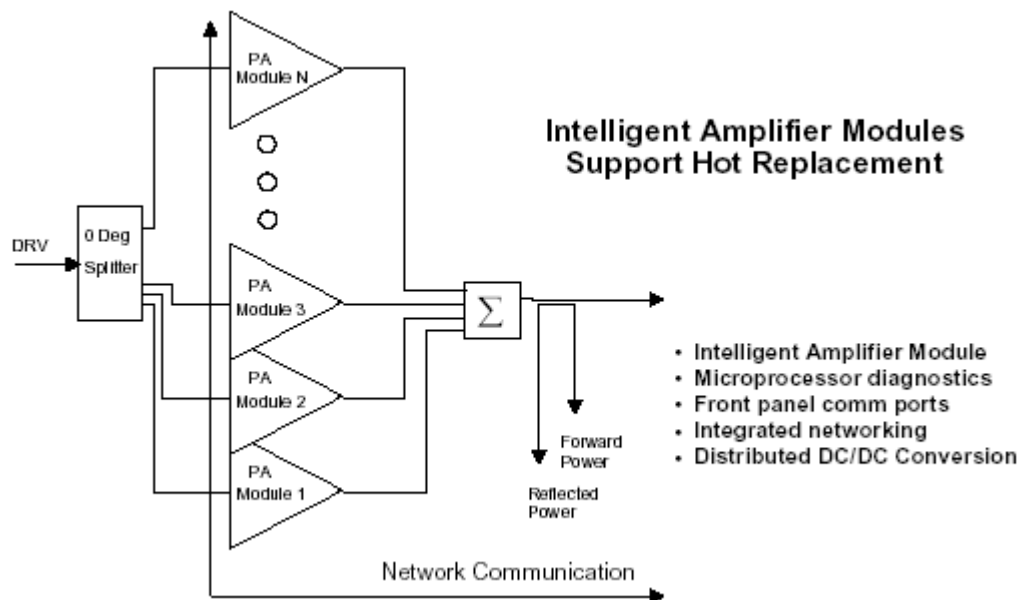 PA
Module N
Intelligent Amplifier Modules
Support Hot Replacement
DRV
0 Deg
Splitter
PA
Module 3
Σ
PA
Module 2
PA
Module 1
Forward
Power
Reflected
Power
• Intelligent Amplifier Module
• Microprocessor diagnostics
• Front panel comm ports
• Integrated networking
• Distributed DC/DC Conversion
Network Communication